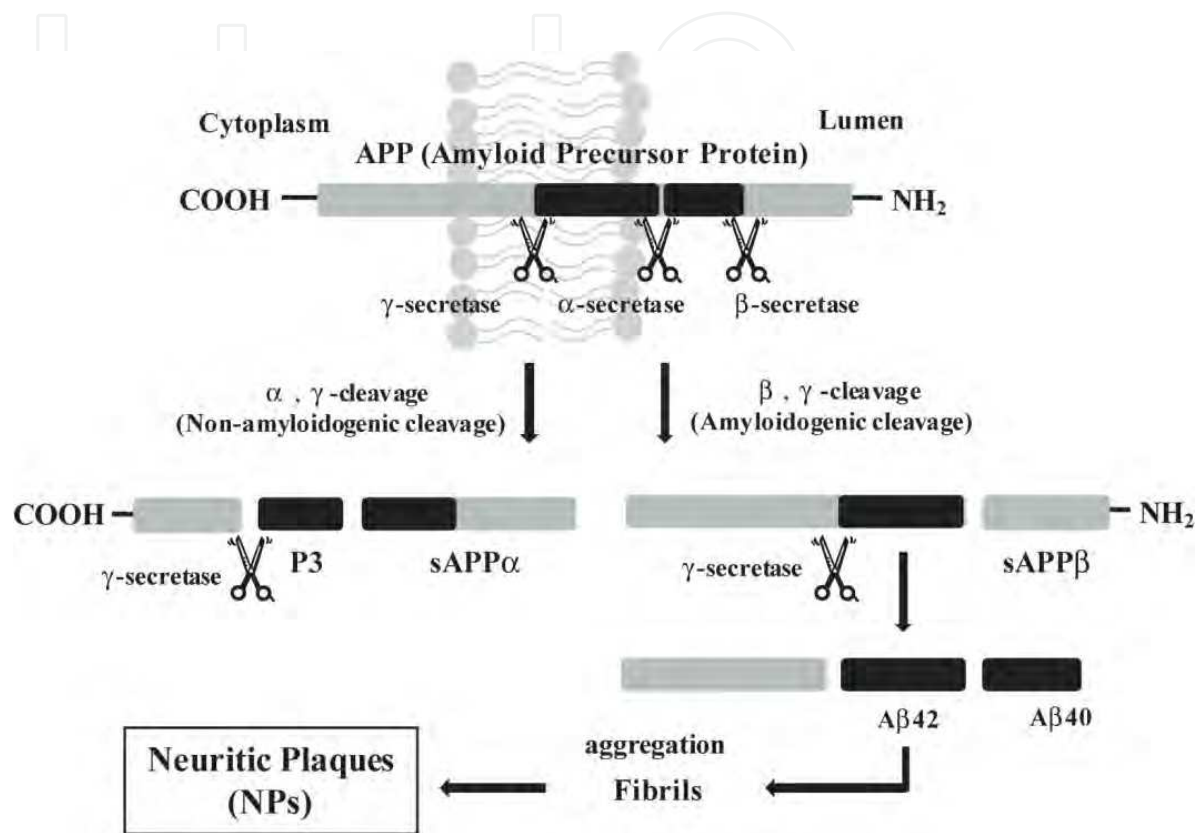 Cytoplasm
Lumen
APP (Amyloid Precursor Protein)
COOH
NH₂
γ-secretase
α-secretase
β-secretase
α , γ -cleavage
(Non-amyloidogenic cleavage)
β , γ -cleavage
(Amyloidogenic cleavage)
COOH
γ-secretase
P3
sAPPα
γ-secretase
sAPPβ
NH₂
Aβ42
Aβ40
aggregation
Fibrils
Neuritic Plaques
(NPs)